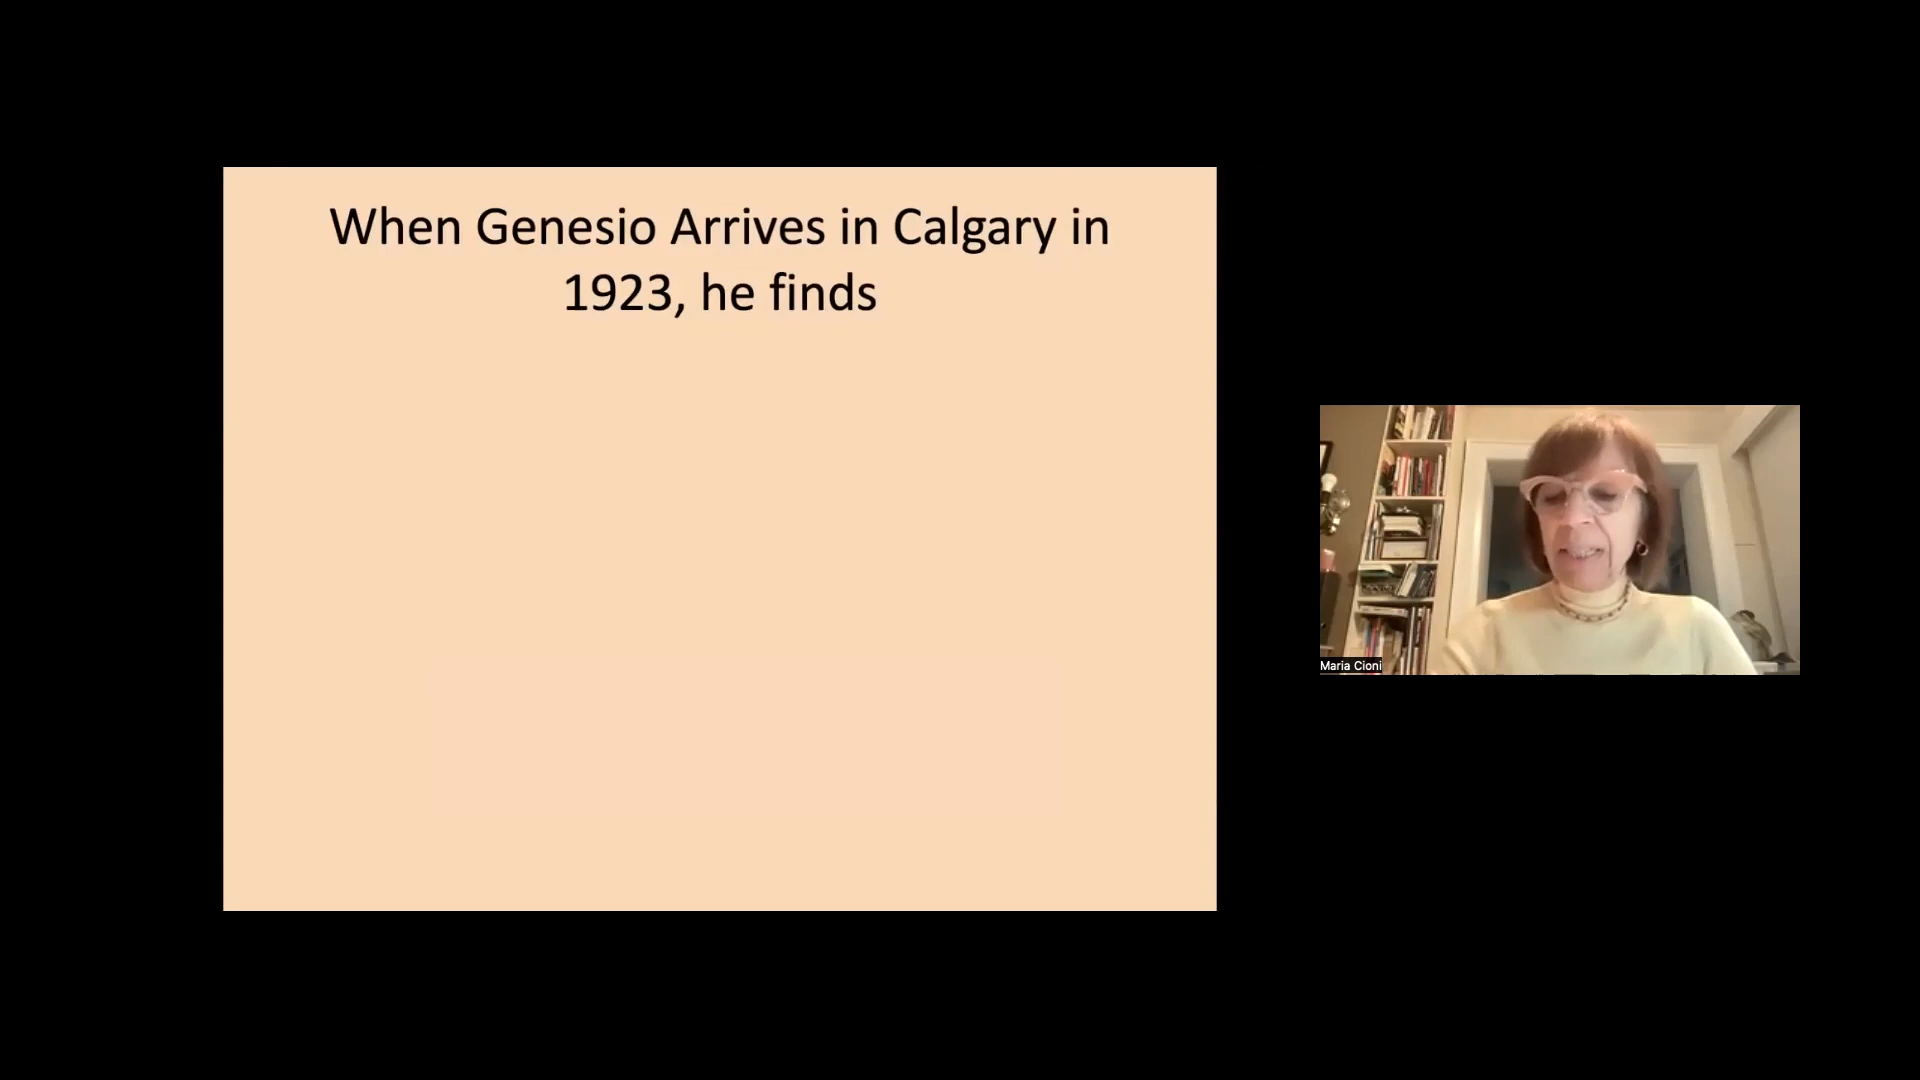 When Genesio Arrives in Calgary in
1923, he finds
Maria Cioni